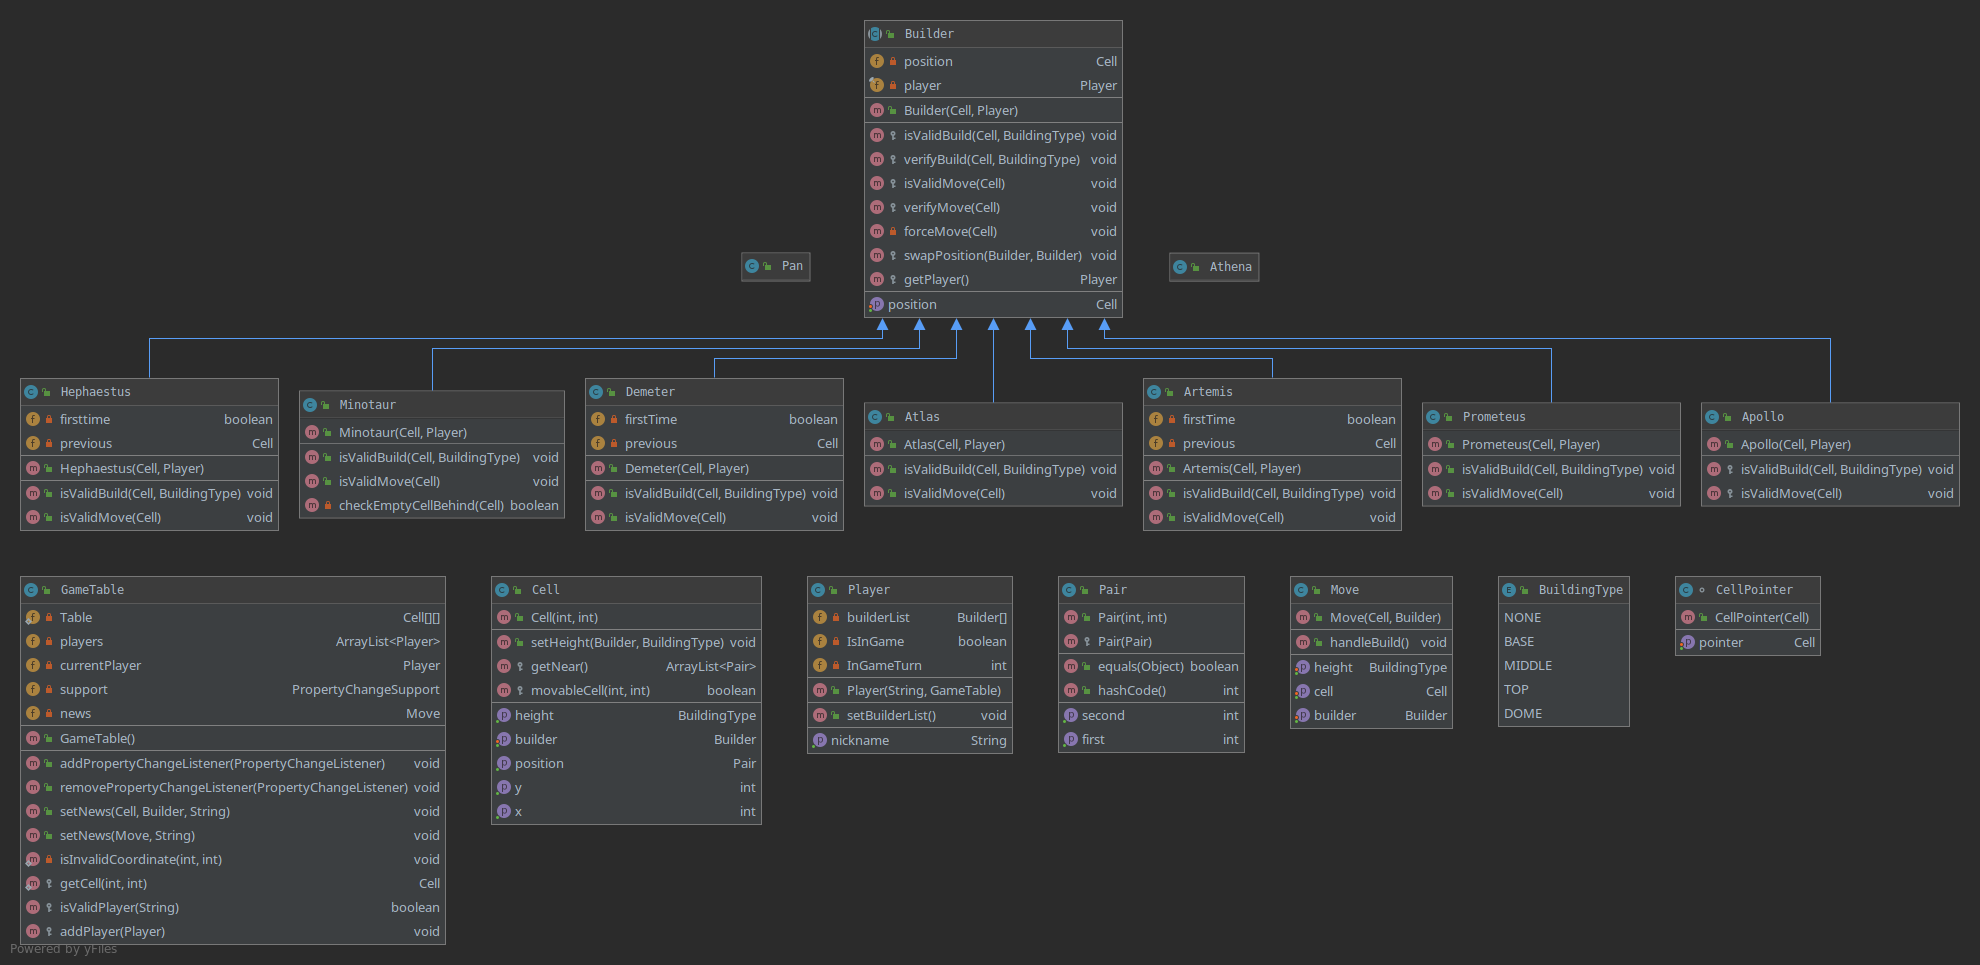 Builder
position Cell
player Player
Builder(Cell, Player)
isValidBuild(Cell, BuildingType) void
verifyBuild(Cell, BuildingType) void
isValidMove(Cell) void
verifyMove(Cell) void
forceMove(Cell) void
swapPosition(Builder, Builder) void
getPlayer() Player
position Cell
Pan
Athena
Hephaestus
firsttime boolean
previous Cell
Hephaestus(Cell, Player)
isValidBuild(Cell, BuildingType) void
isValidMove(Cell) void
Minotaur
Minotaur(Cell, Player)
isValidBuild(Cell, BuildingType) void
isValidMove(Cell) void
checkEmptyCellBehind(Cell) boolean
Demeter
firstTime boolean
previous Cell
Demeter(Cell, Player)
isValidBuild(Cell, BuildingType) void
isValidMove(Cell) void
Atlas
Atlas(Cell, Player)
isValidBuild(Cell, BuildingType) void
isValidMove(Cell) void
Artemis
firstTime boolean
previous Cell
Artemis(Cell, Player)
isValidBuild(Cell, BuildingType) void
isValidMove(Cell) void
Prometeus
Prometeus(Cell, Player)
isValidBuild(Cell, BuildingType) void
isValidMove(Cell) void
Apollo
Apollo(Cell, Player)
isValidBuild(Cell, BuildingType) void
isValidMove(Cell) void
GameTable
Table Cell[][]
players ArrayList<Player>
currentPlayer Player
support PropertyChangeSupport
news Move
GameTable()
addPropertyChangeListener(PropertyChangeListener) void
removePropertyChangeListener(PropertyChangeListener) void
setNews(Cell, Builder, String) void
setNews(Move, String) void
isInvalidCoordinate(int, int) void
getCell(int, int) Cell
isValidPlayer(String) boolean
addPlayer(Player) void
Cell
Cell(int, int)
setHeight(Builder, BuildingType) void
getNear() ArrayList<Pair>
movableCell(int, int) boolean
height BuildingType
builder Builder
position Pair
y int
x int
Player
builderList Builder[]
IsInGame boolean
InGameTurn int
Player(String, GameTable)
setBuilderList() void
nickname String
Pair
Pair(int, int)
Pair(Pair)
equals(Object) boolean
hashCode() int
second int
first int
Move
Move(Cell, Builder)
handleBuild() void
height BuildingType
cell Cell
builder Builder
BuildingType
NONE
BASE
MIDDLE
TOP
DOME
CellPointer
CellPointer(Cell)
pointer Cell
Powered by yFiles